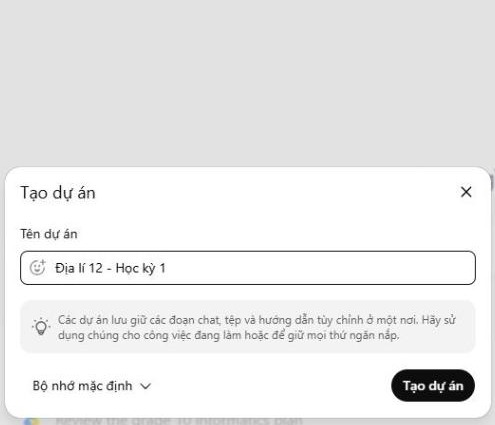 Tạo dự án
Tên dự án
Địa lí 12 - Học kỳ 1
Các dự án lưu giữ các đoạn chat, tệp và hướng dẫn tùy chỉnh ở một nơi. Hãy sử
dụng chúng cho công việc đang làm hoặc để giữ mọi thứ ngăn nắp.
Bộ nhớ mặc định
Tạo dự án
Review the grade 10 informatics plan